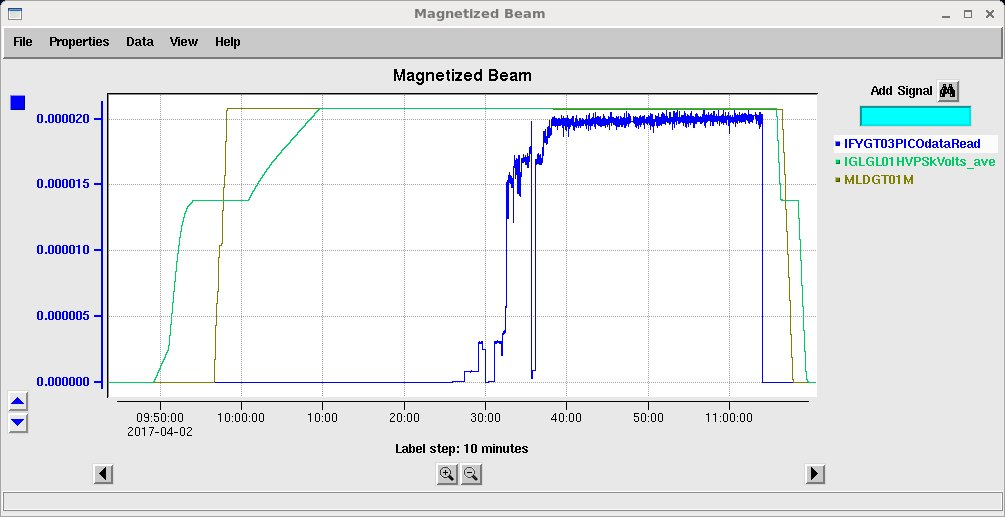 Magnetized Beam
File Properties Data View Help
Magnetized Beam
Add Signal
IFYGT03PICOdataRead
IGLGL01HVPSkVolts_ave
MLDGT01M
0.000020
0.000015
0.000010
0.000005
0.000000
09:50:00 10:00:00 10:00 20:00 30:00 40:00 50:00 11:00:00
2017-04-02
Label step: 10 minutes